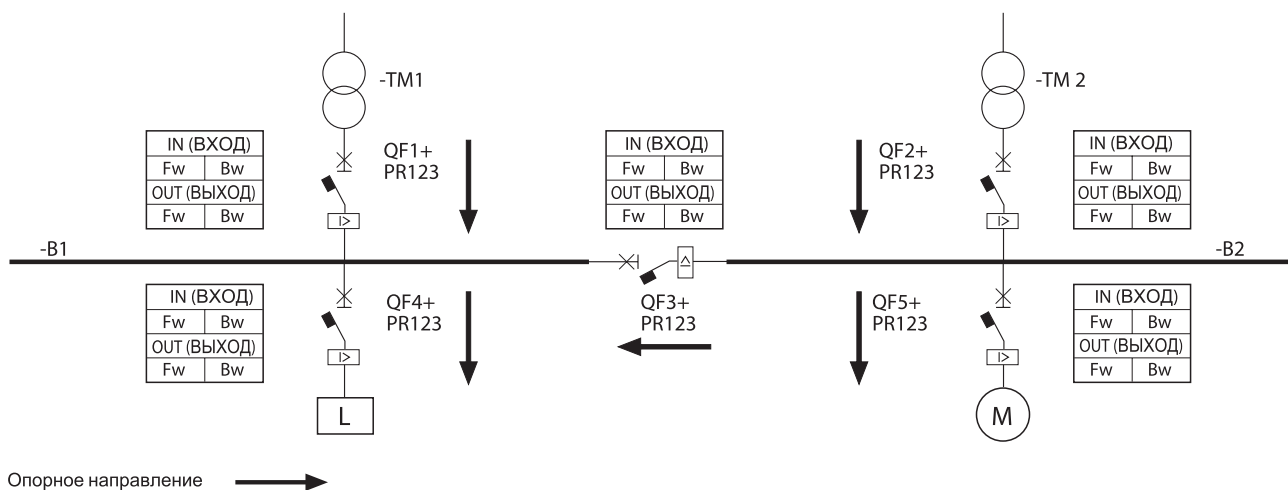 -TM1
-TM 2
IN (ВХОД)
Fw Bw
OUT (ВЫХОД)
Fw Bw
QF1+
PR123
IN (ВХОД)
Fw Bw
OUT (ВЫХОД)
Fw Bw
QF2+
PR123
IN (ВХОД)
Fw Bw
OUT (ВЫХОД)
Fw Bw
I>
I>
-B1
I>
-B2
IN (ВХОД)
Fw Bw
OUT (ВЫХОД)
Fw Bw
QF4+
PR123
QF3+
PR123
QF5+
PR123
IN (ВХОД)
Fw Bw
OUT (ВЫХОД)
Fw Bw
I>
I>
L
M
Опорное направление